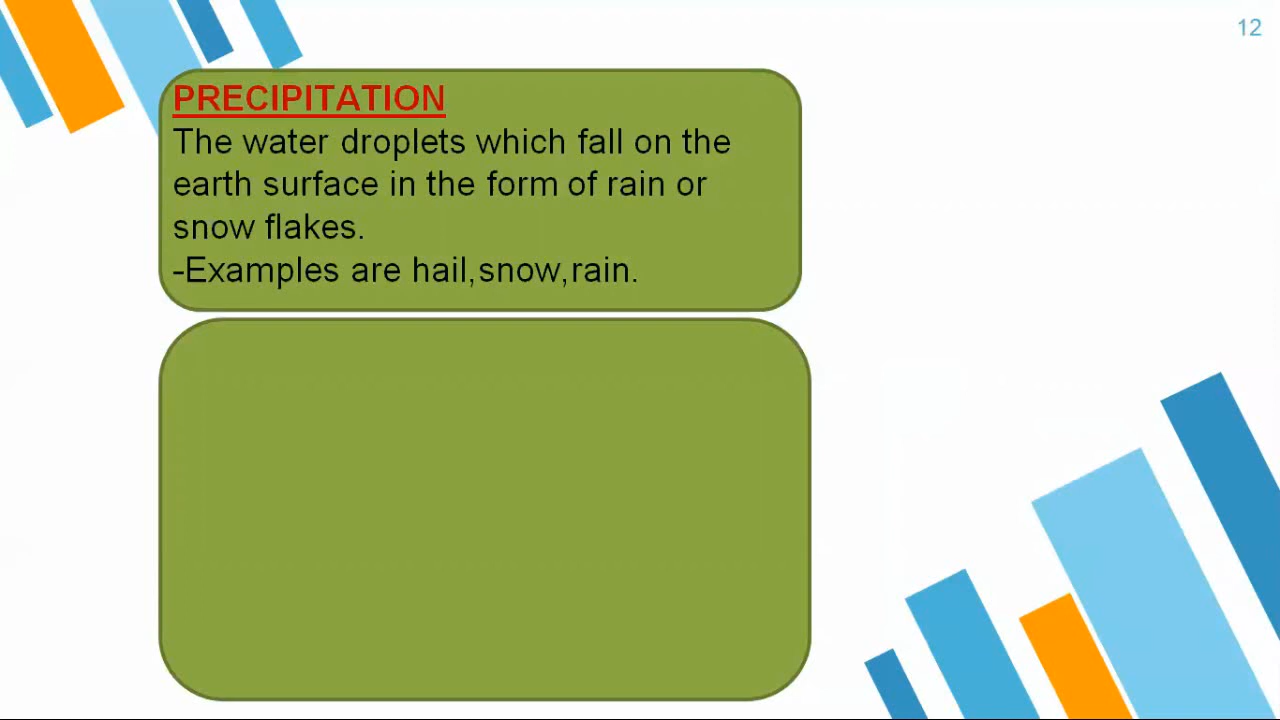 12
PRECIPITATION
The water droplets which fall on the
earth surface in the form of rain or
snow flakes.
-Examples are hail,snow,rain.